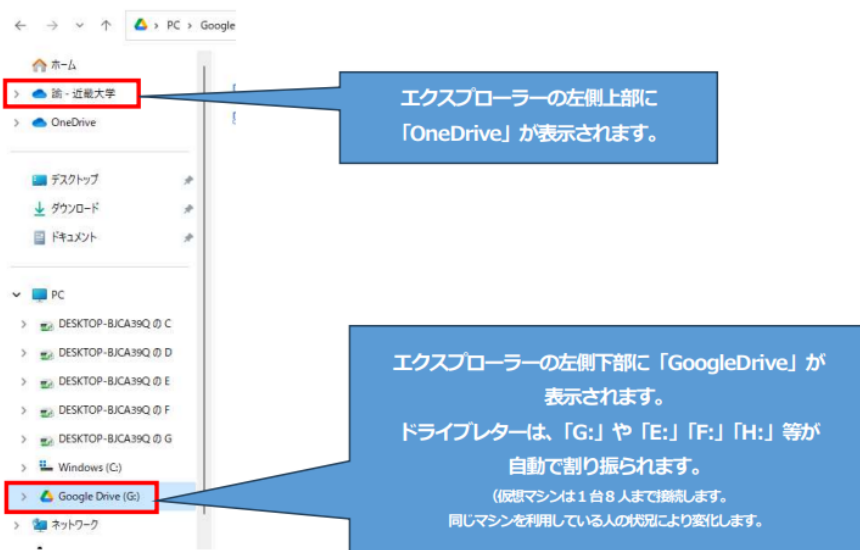 PC > Google
ホーム
諭 - 近畿大学
OneDrive
デスクトップ
ダウンロード
ドキュメント
PC
DESKTOP-BJCA39Q の C
DESKTOP-BJCA39Q の D
DESKTOP-BJCA39Q の E
DESKTOP-BJCA39Q の F
DESKTOP-BJCA39Q の G
Windows (C:)
Google Drive (G:)
ネットワーク
エクスプローラーの左側上部に
「OneDrive」が表示されます。
エクスプローラーの左側下部に「GoogleDrive」が
表示されます。
ドライブレターは、「G:」や「E:」「F:」「H:」等が
自動で割り振られます。
（仮想マシンは１台８人まで接続します。
同じマシンを利用している人の状況により変化します。